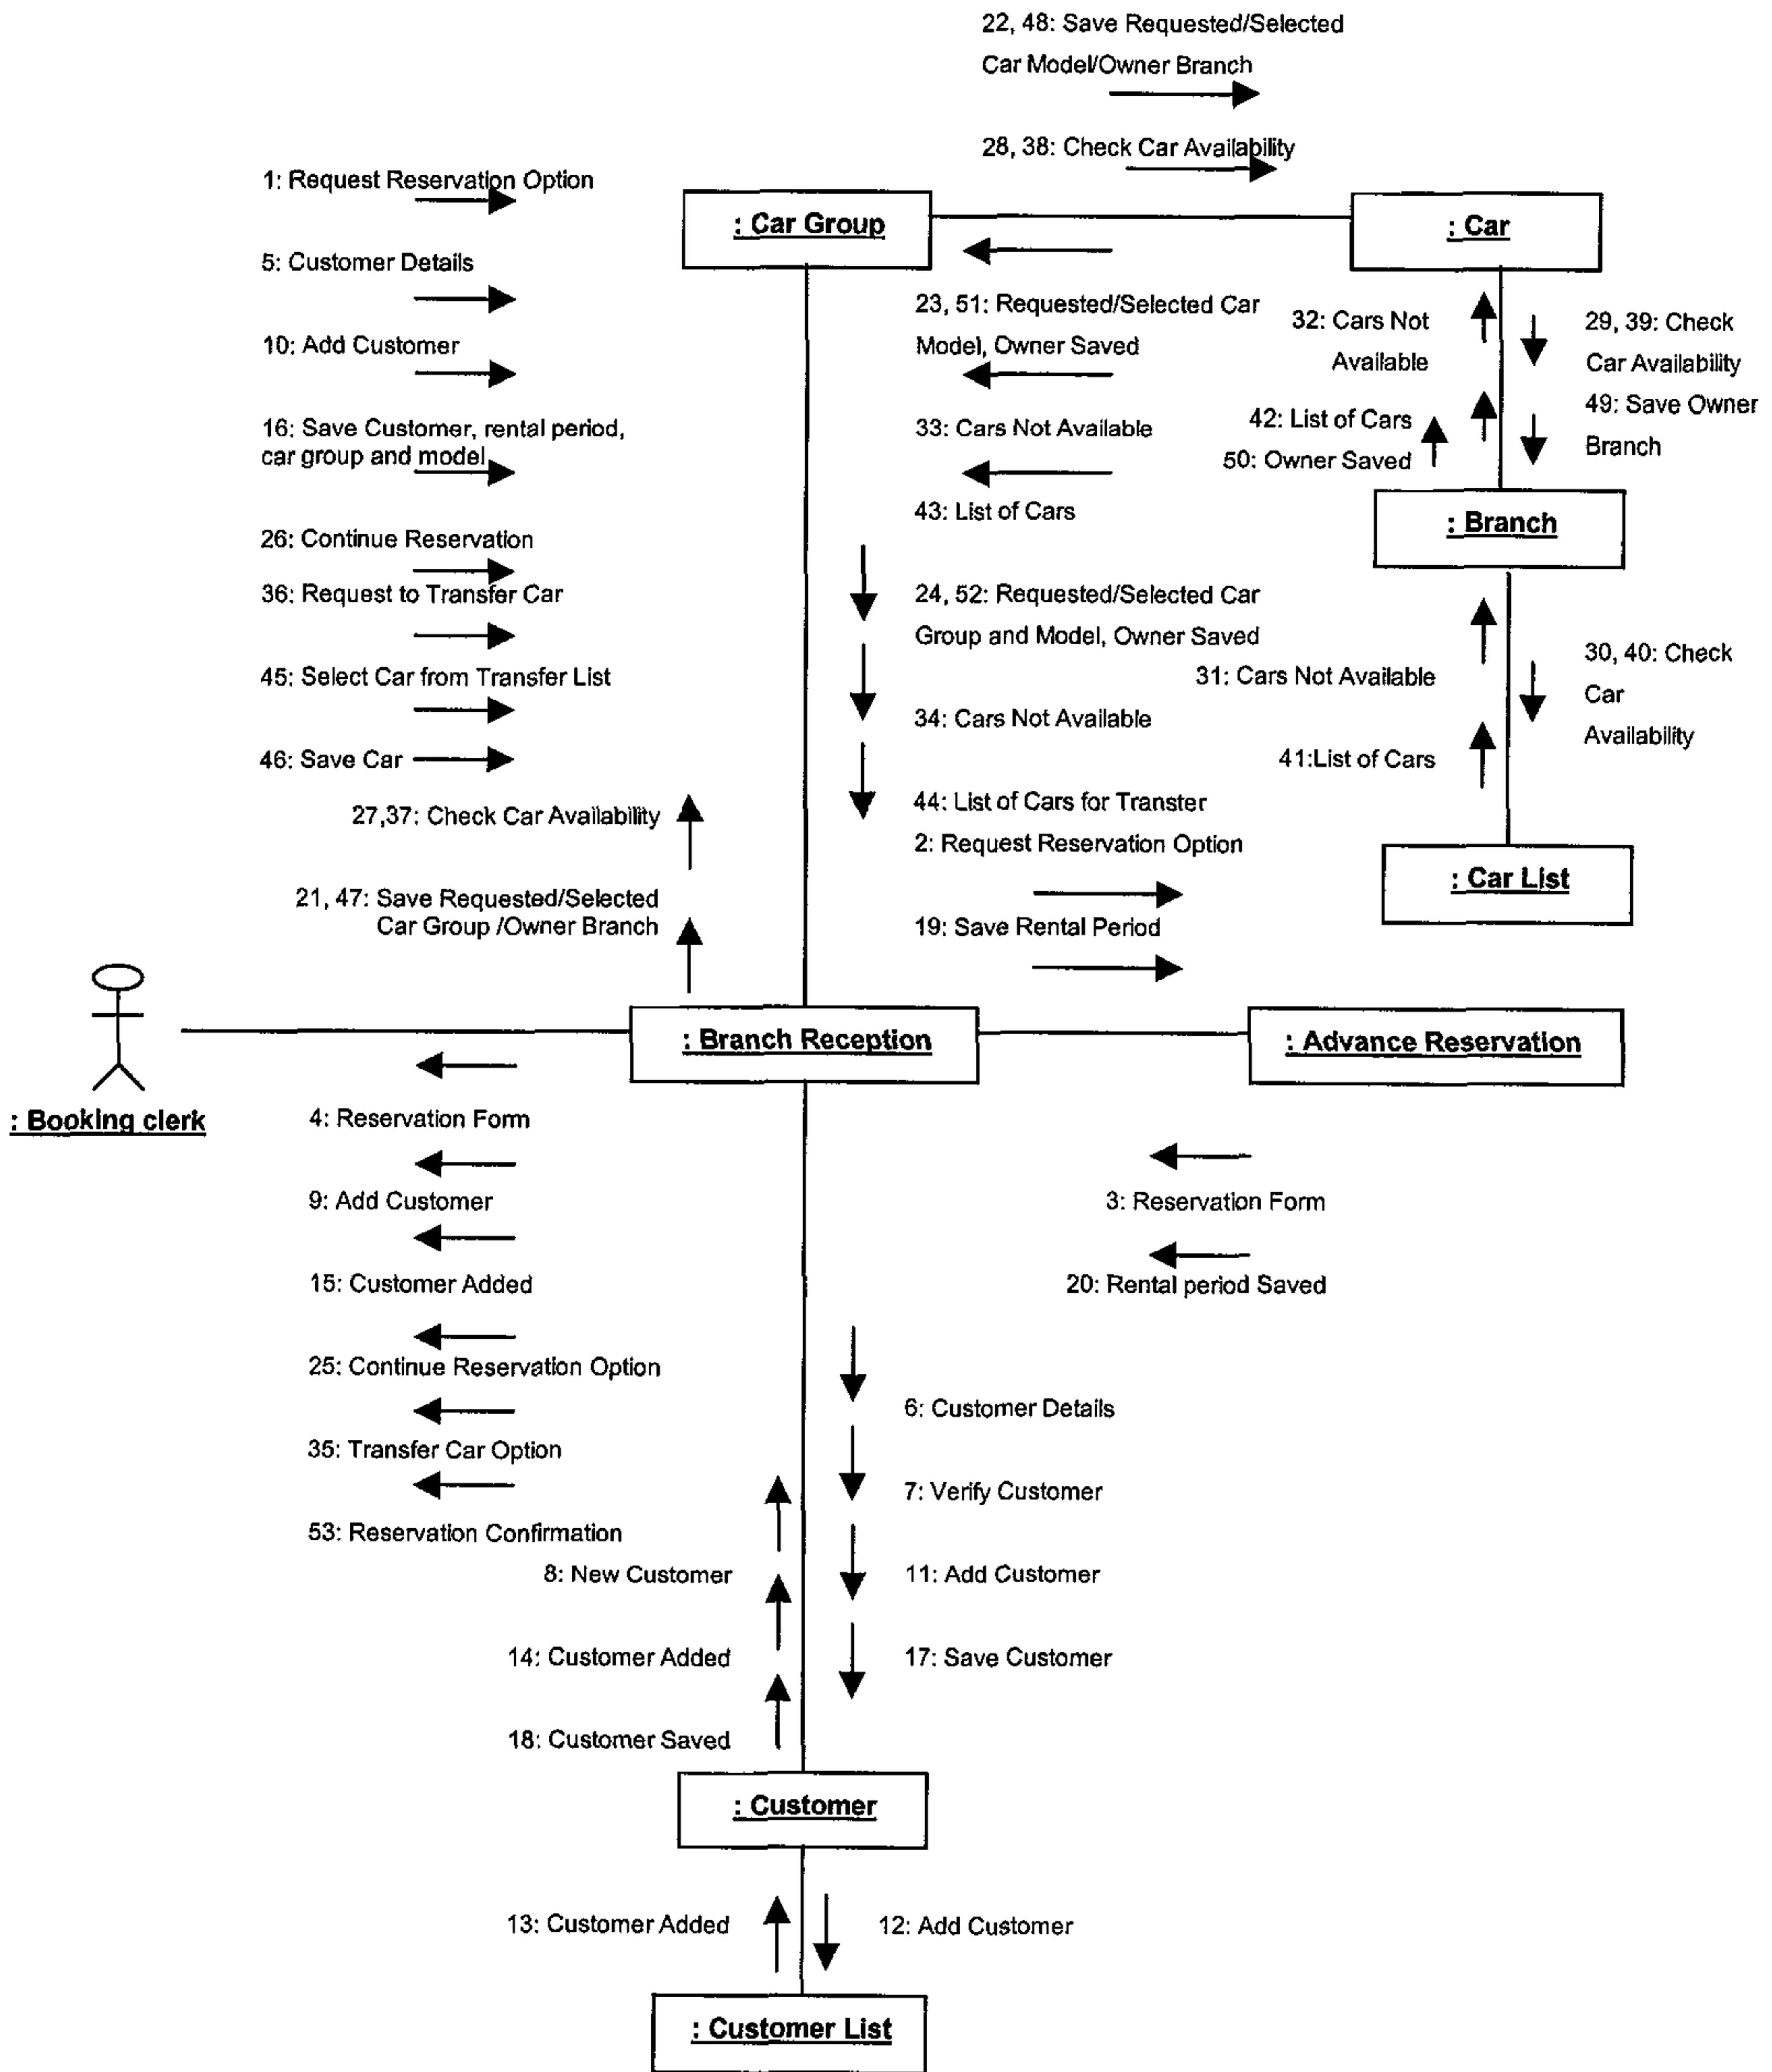 22, 48: Save Requested/Selected
Car Model/Owner Branch
28, 38: Check Car Availability
1: Request Reservation Option
: Car Group
: Car
5: Customer Details
10: Add Customer
16: Save Customer, rental period,
car group and model
26: Continue Reservation
36: Request to Transfer Car
45: Select Car from Transfer List
46: Save Car
23, 51: Requested/Selected Car
Model, Owner Saved
33: Cars Not Available
43: List of Cars
32: Cars Not
Available
42: List of Cars
50: Owner Saved
29, 39: Check
Car Availability
49: Save Owner
Branch
: Branch
24, 52: Requested/Selected Car
Group and Model, Owner Saved
34: Cars Not Available
44: List of Cars for Transter
31: Cars Not Available
41:List of Cars
30, 40: Check
Car
Availability
: Car List
27,37: Check Car Availability
21, 47: Save Requested/Selected
Car Group /Owner Branch
2: Request Reservation Option
19: Save Rental Period
: Booking clerk
: Branch Reception
: Advance Reservation
4: Reservation Form
9: Add Customer
15: Customer Added
25: Continue Reservation Option
35: Transfer Car Option
53: Reservation Confirmation
3: Reservation Form
20: Rental period Saved
6: Customer Details
7: Verify Customer
11: Add Customer
17: Save Customer
8: New Customer
14: Customer Added
18: Customer Saved
: Customer
13: Customer Added
12: Add Customer
: Customer List